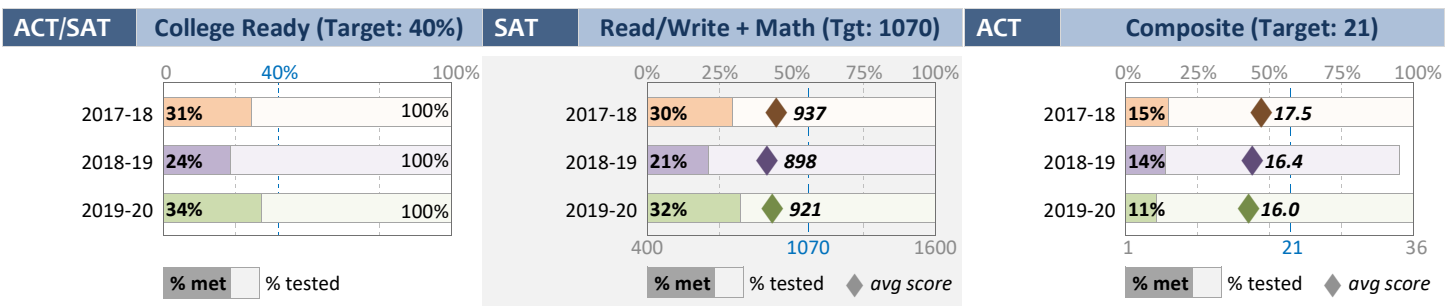 ACT/SAT College Ready (Target: 40%)
0 40% 100%
2017-18 31% 100%
2018-19 24% 100%
2019-20 34% 100%
% met % tested
SAT Read/Write + Math (Tgt: 1070)
0% 25% 50% 75% 100%
2017-18 30% 937
2018-19 21% 898
2019-20 32% 921
400 1070 1600
% met % tested avg score
ACT Composite (Target: 21)
0% 25% 50% 75% 100%
2017-18 15% 17.5
2018-19 14% 16.4
2019-20 11% 16.0
1 21 36
% met % tested avg score